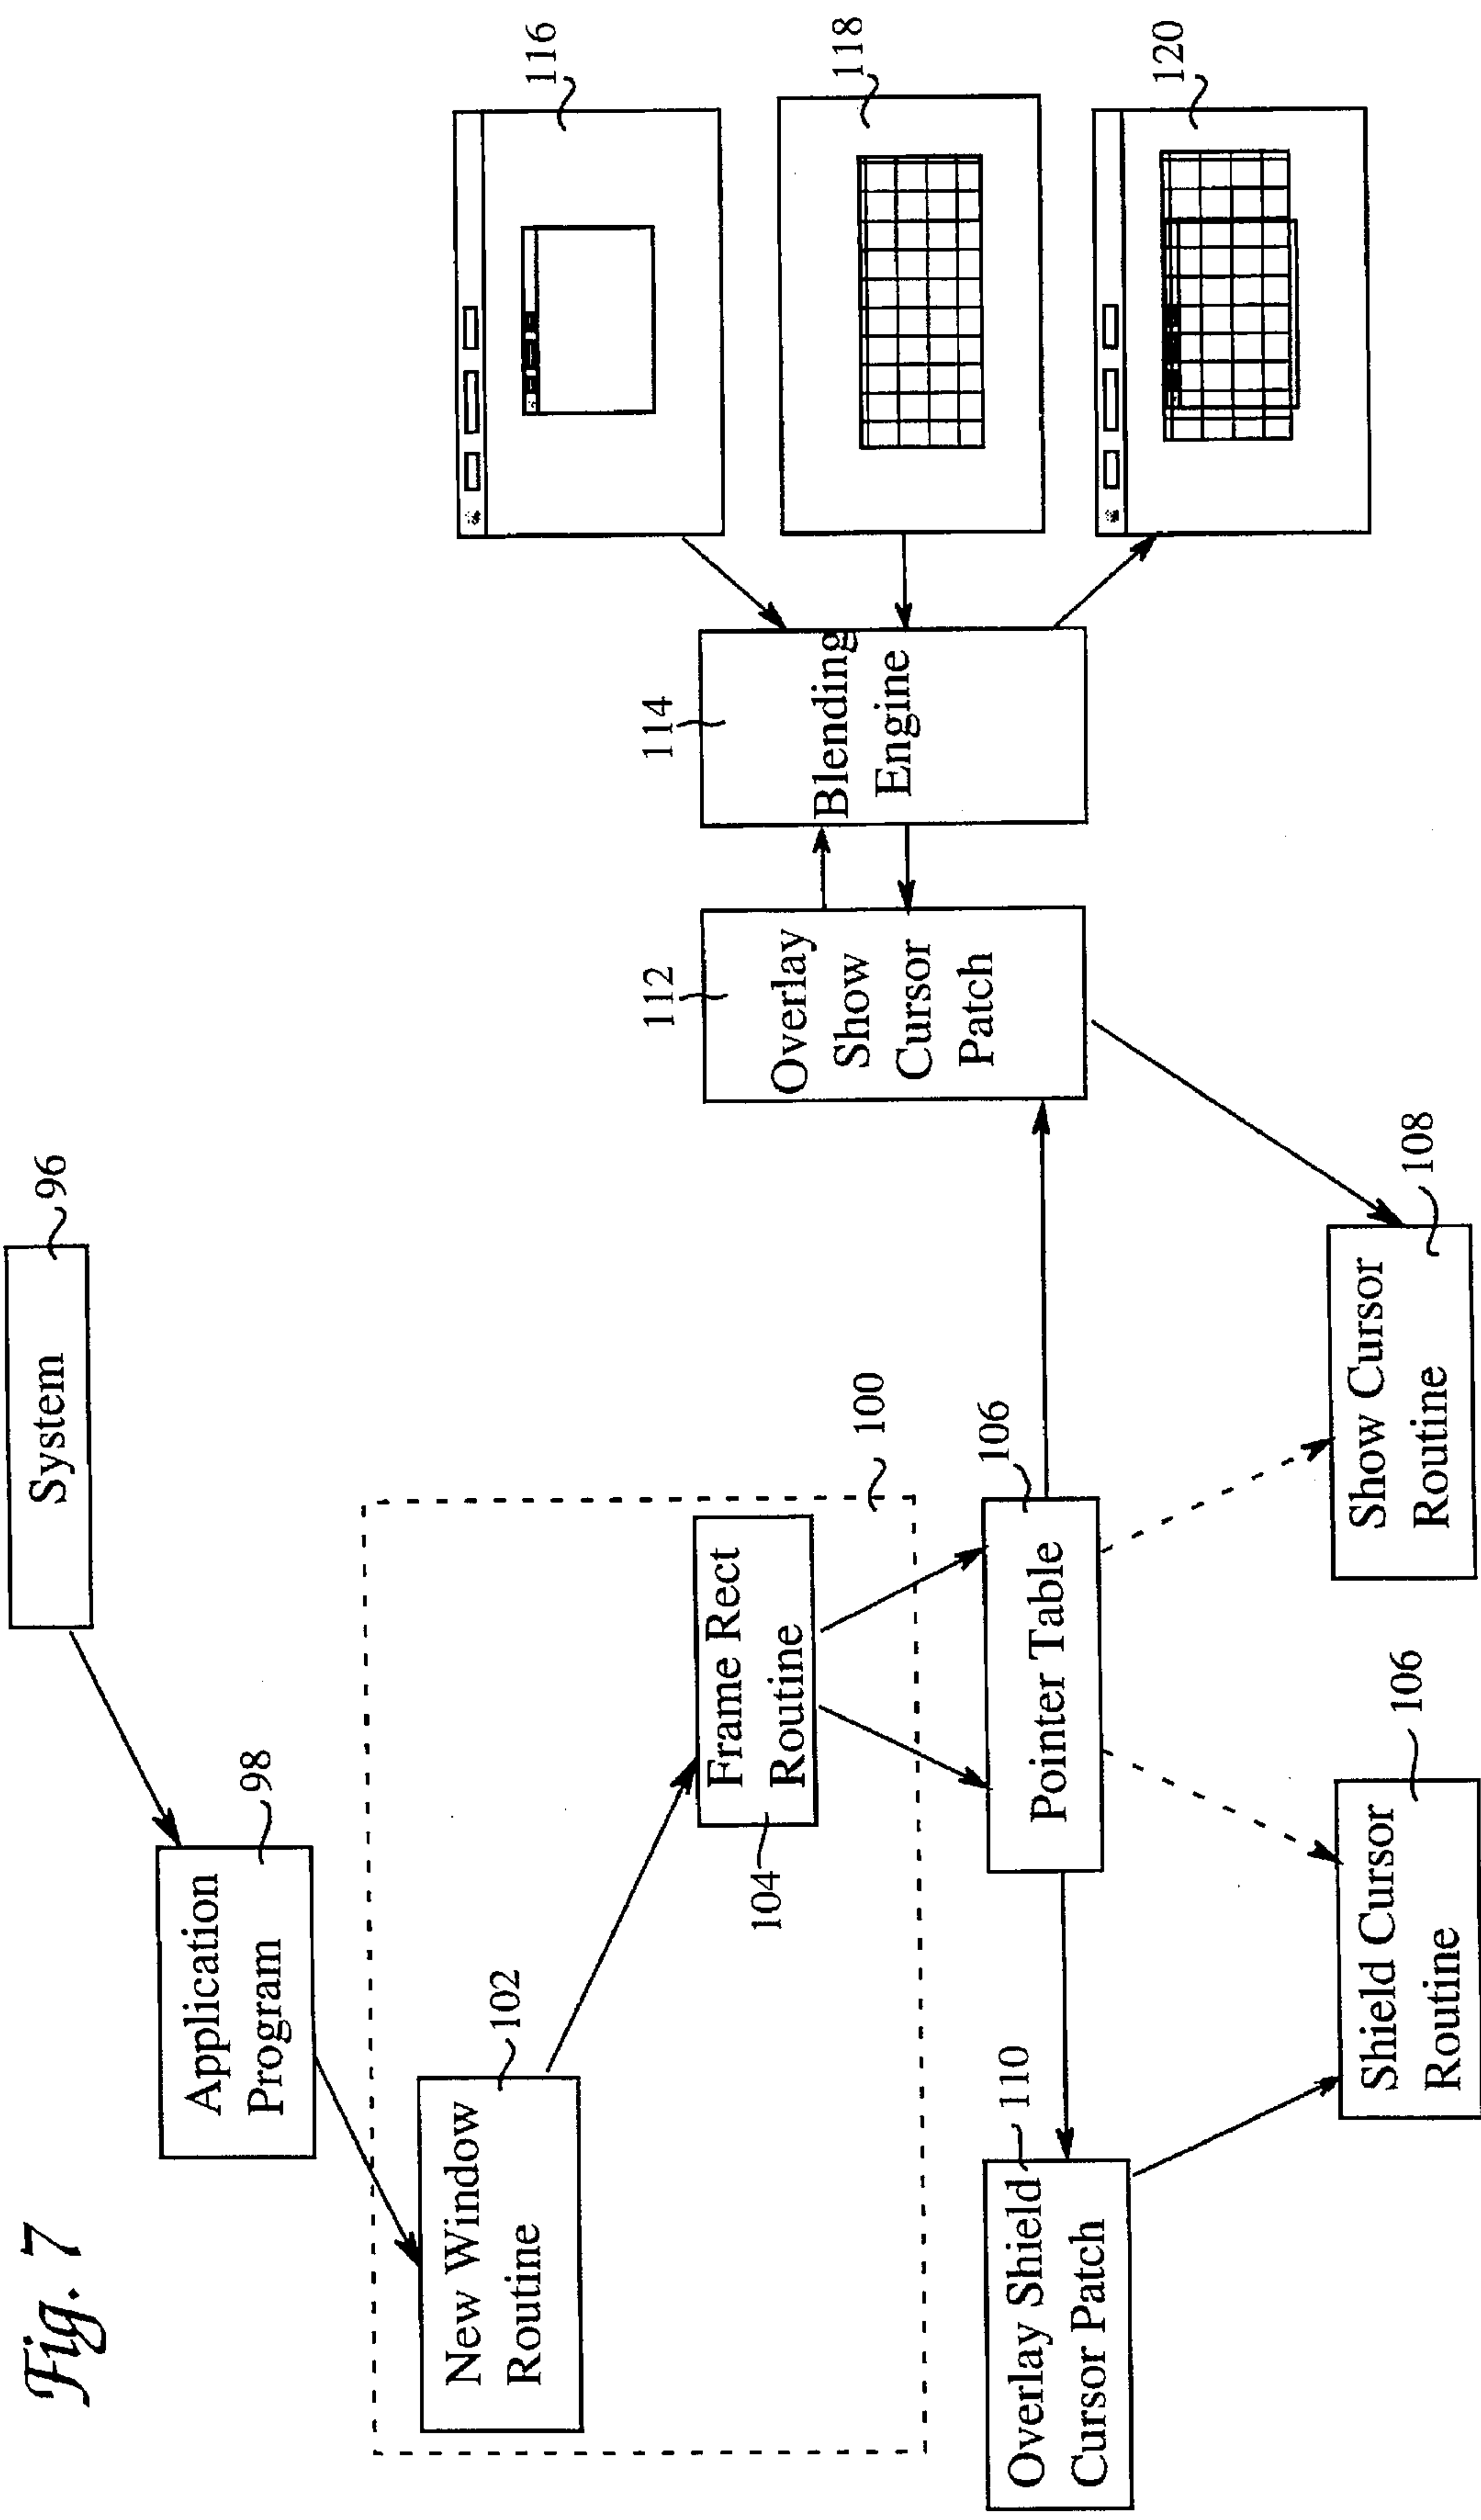 Fig. 7
System
96
Application
Program
98
New Window
Routine
102
Frame Rect
Routine
104
100
Pointer Table
106
Overlay Shield
Cursor Patch
110
Shield Cursor
Routine
106
Show Cursor
Routine
108
Overlay
Show
Cursor
Patch
112
Blending
Engine
114
116
118
120